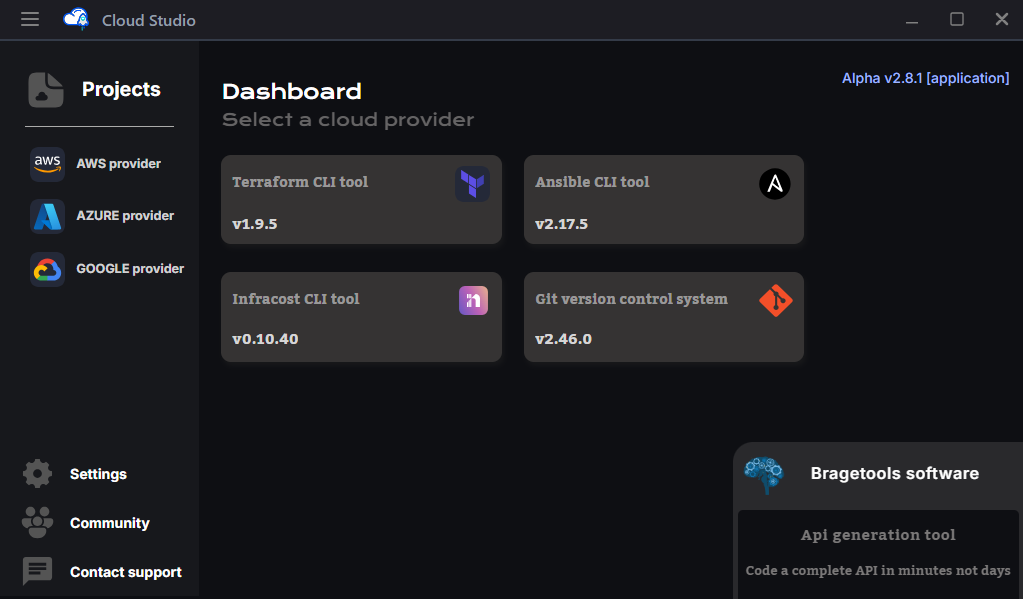 Cloud Studio
Projects
aws
AWS provider
AZURE provider
GOOGLE provider
Settings
Community
Contact support
Dashboard
Select a cloud provider
Alpha v2.8.1 [application]
Terraform CLI tool
v1.9.5
Ansible CLI tool
A
v2.17.5
Infracost CLI tool
v0.10.40
Git version control system
v2.46.0
Bragetools software
Api generation tool
Code a complete API in minutes not days